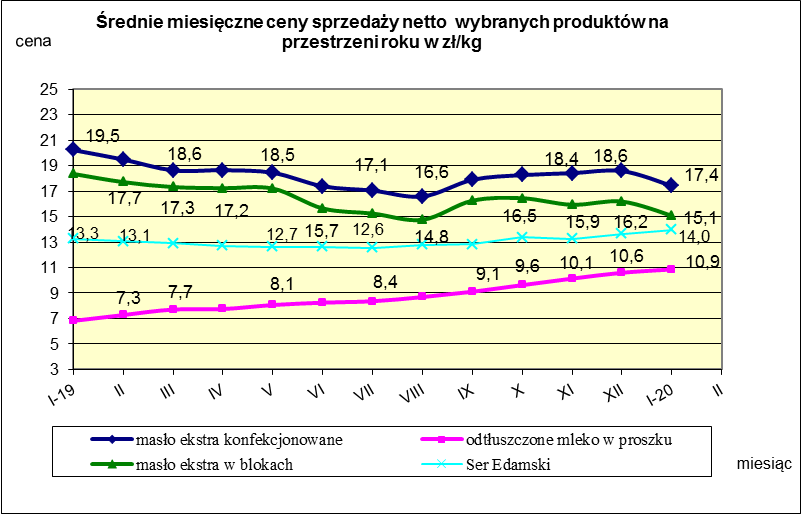 Średnie miesięczne ceny sprzedaży netto wybranych produktów na
przestrzeni roku w zł/kg
cena
25
23
21
19
17
15
13
11
9
7
5
3
19,5
18,6
18,5
17,1
16,6
18,4
18,6
17,4
17,7
17,3
17,2
15,7
14,8
16,5
15,9
16,2
15,1
13,3
13,1
12,7
12,6
14,0
7,3
7,7
8,1
8,4
9,1
9,6
10,1
10,6
10,9
I-19
II
III
IV
V
VI
VII
VIII
IX
X
XI
XII
I-20
II
masło ekstra konfekcjonowane
odtłuszczone mleko w proszku
masło ekstra w blokach
Ser Edamski
miesiąc